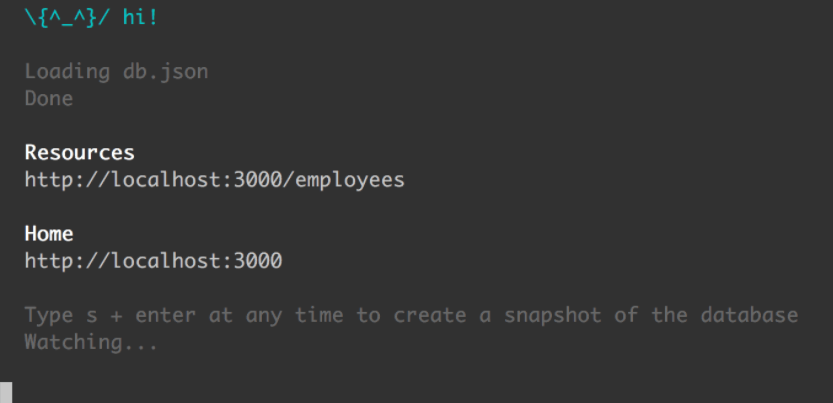 \{^_^}/ hi!
Loading db.json
Done
Resources
http://localhost:3000/employees
Home
http://localhost:3000
Type s + enter at any time to create a snapshot of the database
Watching...